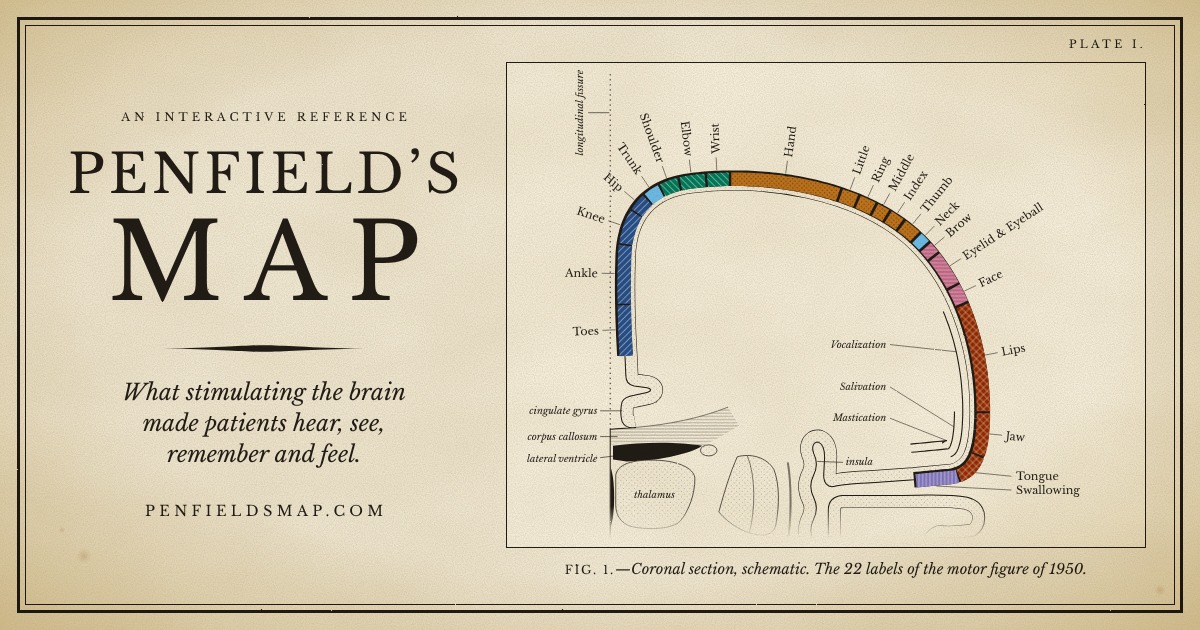 PLATE I.
AN INTERACTIVE REFERENCE
PENFIELD’S
MAP
What stimulating the brain
made patients hear, see,
remember and feel.
PENFIELDSMAP.COM
longitudinal fissure
Toes
Ankle
Knee
Hip
Trunk
Shoulder
Elbow
Wrist
Hand
Little
Ring
Middle
Index
Thumb
Neck
Brow
Eyelid & Eyeball
Face
Lips
Jaw
Tongue
Swallowing
Vocalization
Salivation
Mastication
cingulate gyrus
corpus callosum
lateral ventricle
thalamus
insula
FIG. 1.—Coronal section, schematic. The 22 labels of the motor figure of 1950.